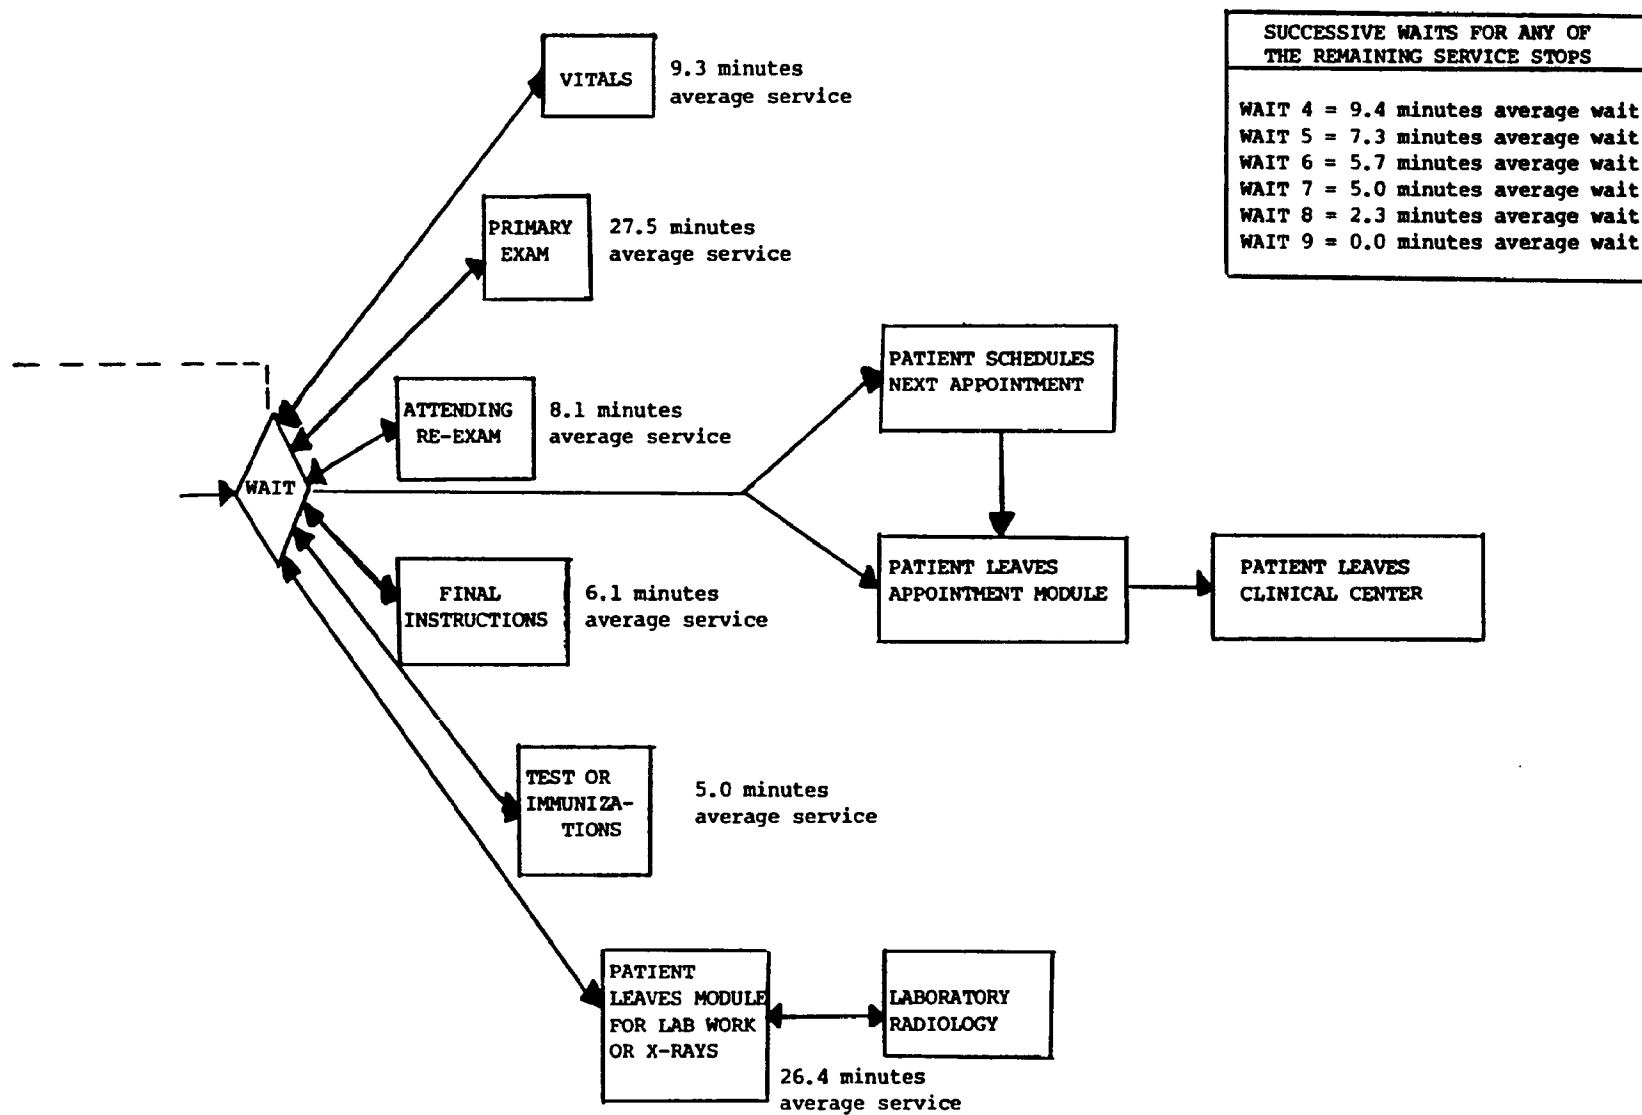 SUCCESSIVE WAITS FOR ANY OF
THE REMAINING SERVICE STOPS
WAIT 4 = 9.4 minutes average wait
WAIT 5 = 7.3 minutes average wait
WAIT 6 = 5.7 minutes average wait
WAIT 7 = 5.0 minutes average wait
WAIT 8 = 2.3 minutes average wait
WAIT 9 = 0.0 minutes average wait
VITALS
9.3 minutes
average service
PRIMARY
EXAM
27.5 minutes
average service
ATTENDING
RE-EXAM
8.1 minutes
average service
WAIT
PATIENT SCHEDULES
NEXT APPOINTMENT
FINAL
INSTRUCTIONS
6.1 minutes
average service
PATIENT LEAVES
APPOINTMENT MODULE
PATIENT LEAVES
CLINICAL CENTER
TEST OR
IMMUNIZA-
TIONS
5.0 minutes
average service
PATIENT
LEAVES MODULE
FOR LAB WORK
OR X-RAYS
LABORATORY
RADIOLOGY
26.4 minutes
average service